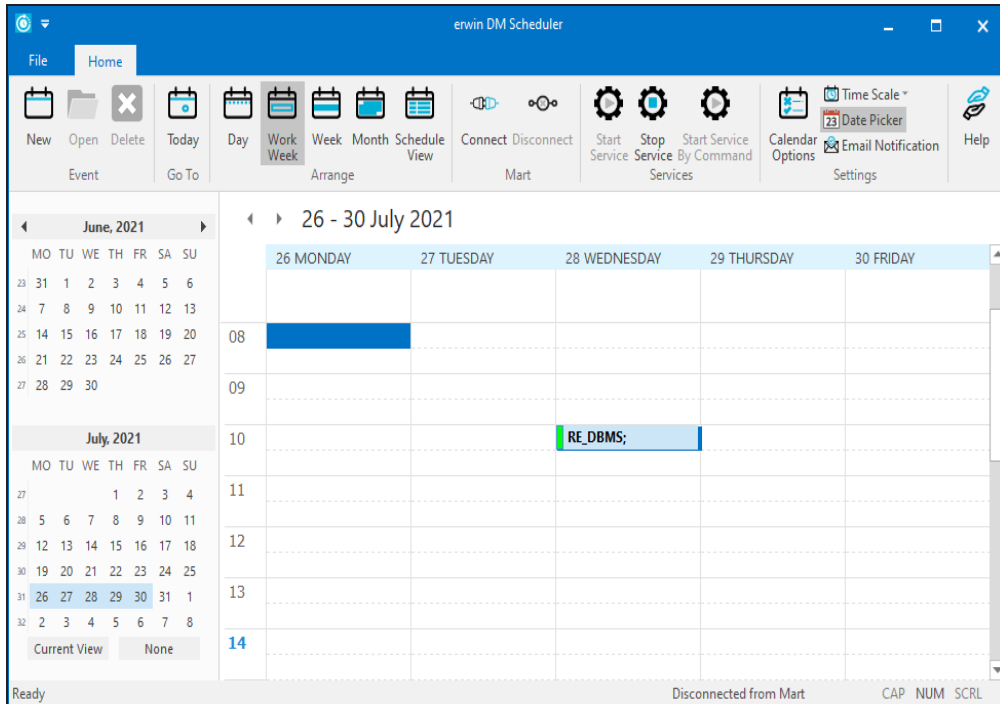 erwin DM Scheduler
File Home
New Open Delete Today Day Work Week Week Month Schedule View Connect Disconnect Start Service Stop Service Start Service By Command Calendar Options Time Scale Help
23 Date Picker
Email Notification
Event Go To Arrange Mart Services Settings
June, 2021
MO TU WE TH FR SA SU
23 31 1 2 3 4 5 6
24 7 8 9 10 11 12 13
25 14 15 16 17 18 19 20
26 21 22 23 24 25 26 27
27 28 29 30
July, 2021
MO TU WE TH FR SA SU
27 1 2 3 4
28 5 6 7 8 9 10 11
29 12 13 14 15 16 17 18
30 19 20 21 22 23 24 25
31 26 27 28 29 30 31 1
32 2 3 4 5 6 7 8
Current View None
26 - 30 July 2021
26 MONDAY 27 TUESDAY 28 WEDNESDAY 29 THURSDAY 30 FRIDAY
08
09
10 RE_DBMS;
11
12
13
14
Ready Disconnected from Mart CAP NUM SCRL